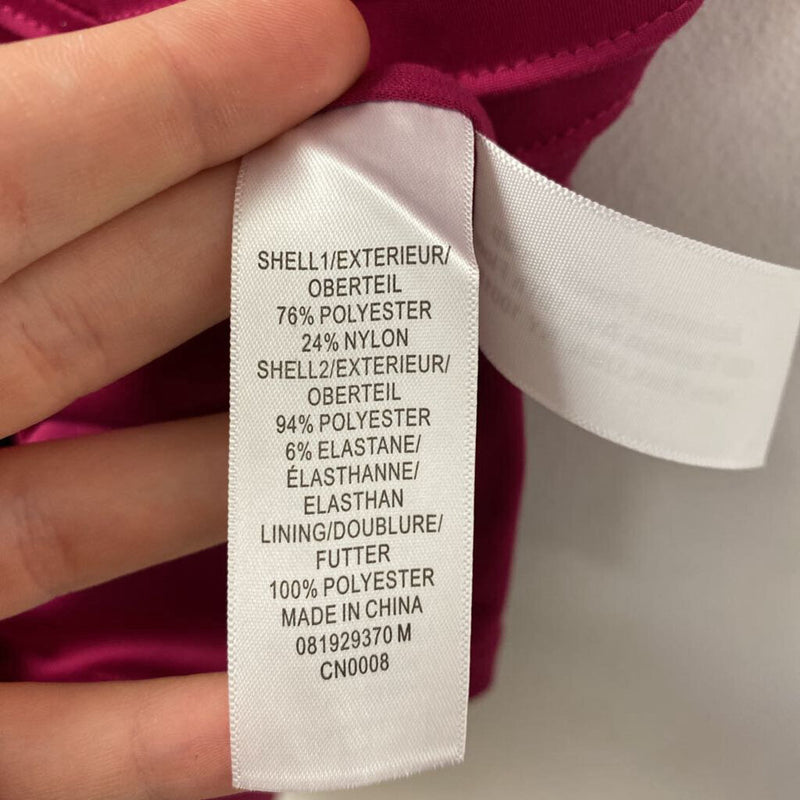 SHELL1/EXTERIEUR/
OBERTEIL
76% POLYESTER
24% NYLON
SHELL2/EXTERIEUR/
OBERTEIL
94% POLYESTER
6% ELASTANE/
ÉLASTHANNE/
ELASTHAN
LINING/DOUBLURE/
FUTTER
100% POLYESTER
MADE IN CHINA
081929370 M
CN0008